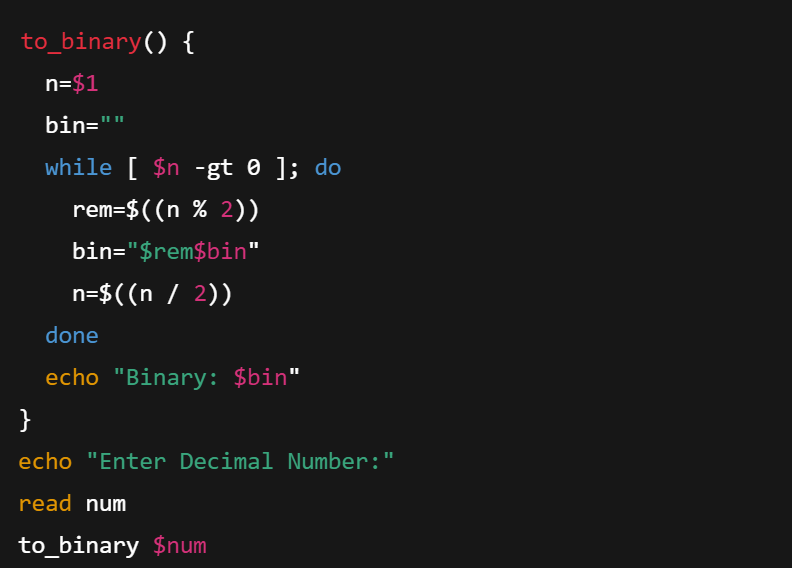 to_binary() {
  n=$1
  bin=""
  while [ $n -gt 0 ]; do
    rem=$((n % 2))
    bin="$rem$bin"
    n=$((n / 2))
  done
  echo "Binary: $bin"
}
echo "Enter Decimal Number:"
read num
to_binary $num